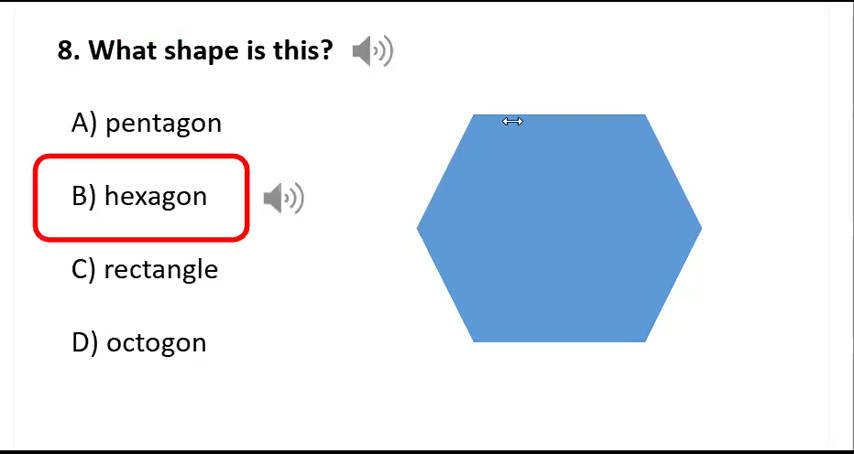 8. What shape is this?
A) pentagon
B) hexagon
C) rectangle
D) octogon